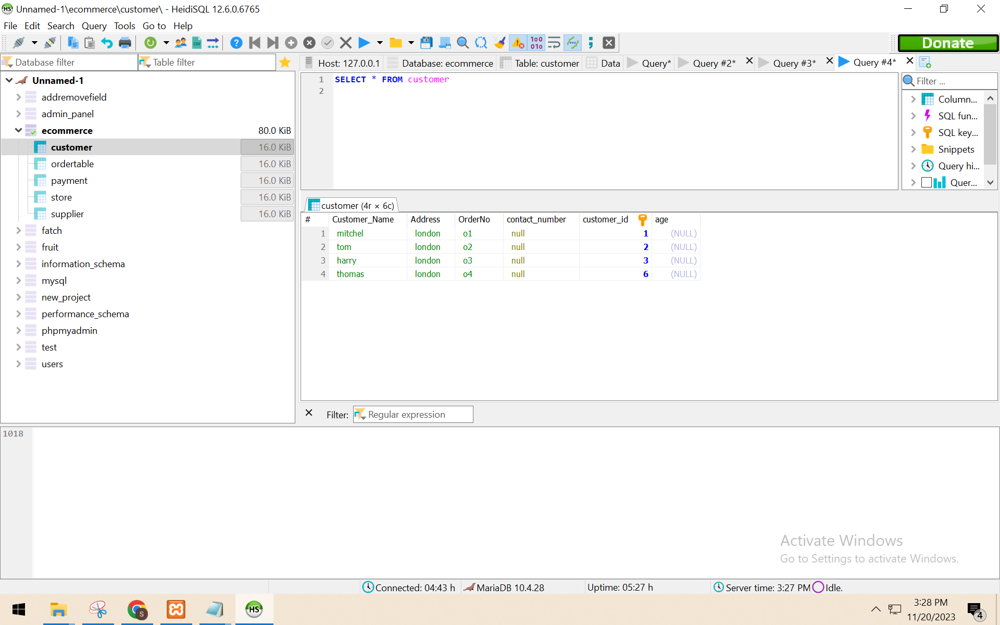 Unnamed-1\ecommerce\customer\ - HeidiSQL 12.6.0.6765
File Edit Search Query Tools Go to Help
Donate
Database filter Table filter
Host: 127.0.0.1 Database: ecommerce Table: customer Data Query* Query #2* Query #3* Query #4*
Unnamed-1
addremovefield
admin_panel
ecommerce 80.0 KiB
customer 16.0 KiB
ordertable 16.0 KiB
payment 16.0 KiB
store 16.0 KiB
supplier 16.0 KiB
fatch
fruit
information_schema
mysql
new_project
performance_schema
phpmyadmin
test
users
1 SELECT * FROM customer
2
Filter ...
Column...
SQL fun...
SQL key...
Snippets
Query hi...
Quer...
customer (4r × 6c)
# Customer_Name Address OrderNo contact_number customer_id age
1 mitchel london o1 null 1 (NULL)
2 tom london o2 null 2 (NULL)
3 harry london o3 null 3 (NULL)
4 thomas london o4 null 6 (NULL)
Filter: Regular expression
1018
Activate Windows
Go to Settings to activate Windows.
Connected: 04:43 h MariaDB 10.4.28 Uptime: 05:27 h Server time: 3:27 PM Idle.
3:28 PM
11/20/2023
4